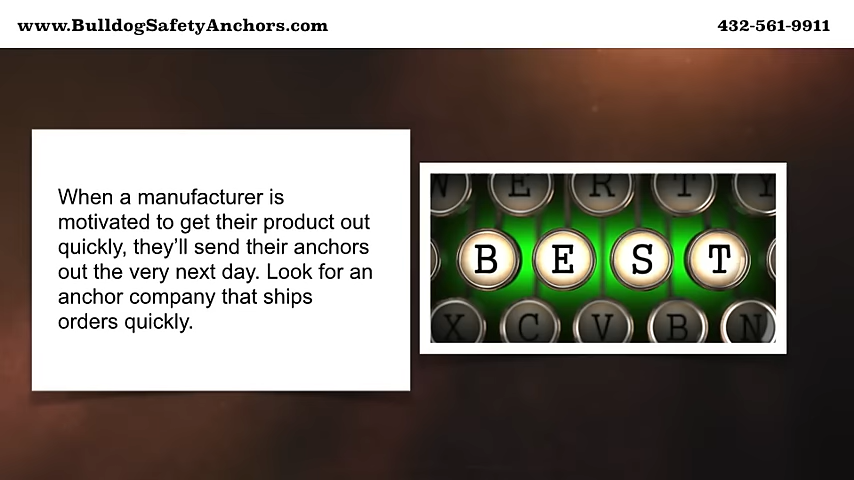 www.BulldogSafetyAnchors.com
432-561-9911
When a manufacturer is
motivated to get their product out
quickly, they’ll send their anchors
out the very next day. Look for an
anchor company that ships
orders quickly.
W E R T Y
B E S T
X C V B N